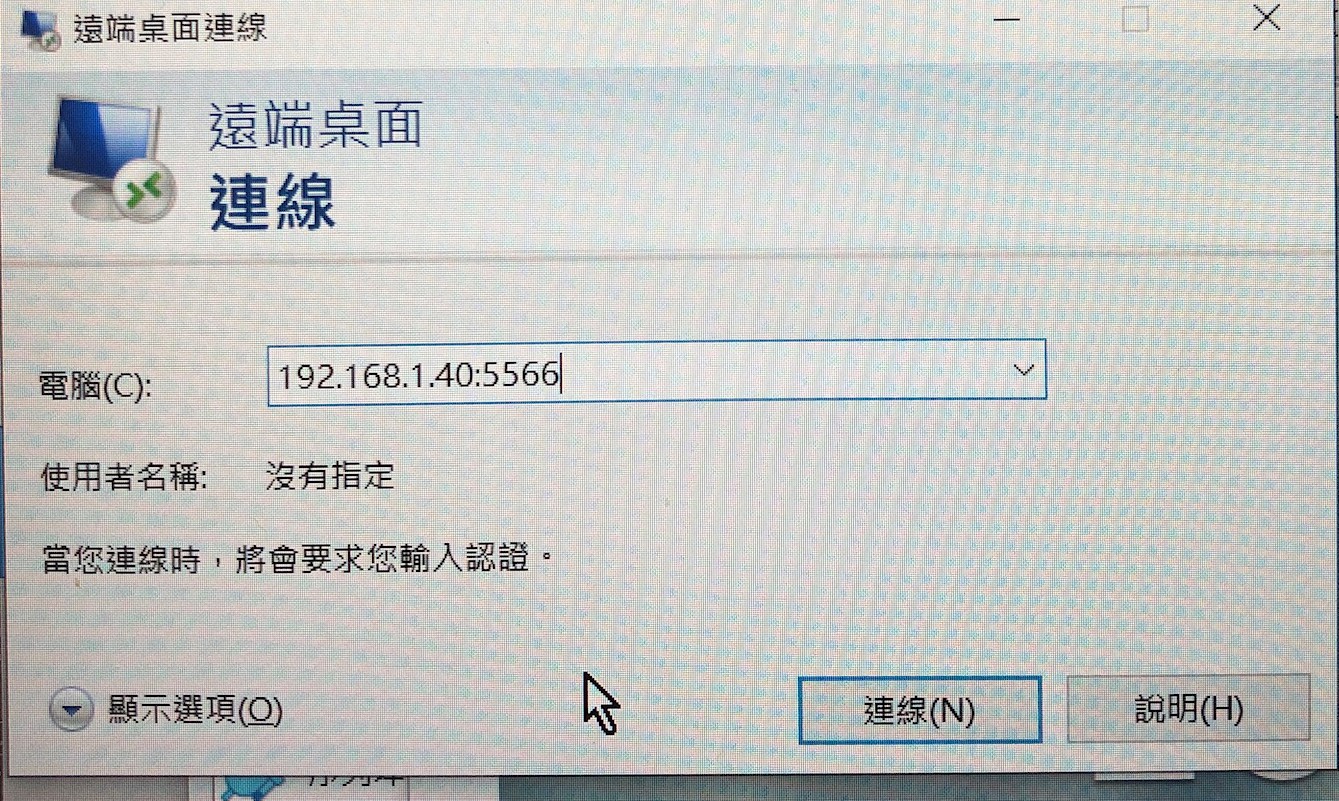 遠端桌面連線
遠端桌面
連線
電腦(C):
192.168.1.40:5566
使用者名稱:
沒有指定
當您連線時，將會要求您輸入認證。
顯示選項(O)
連線(N)
說明(H)